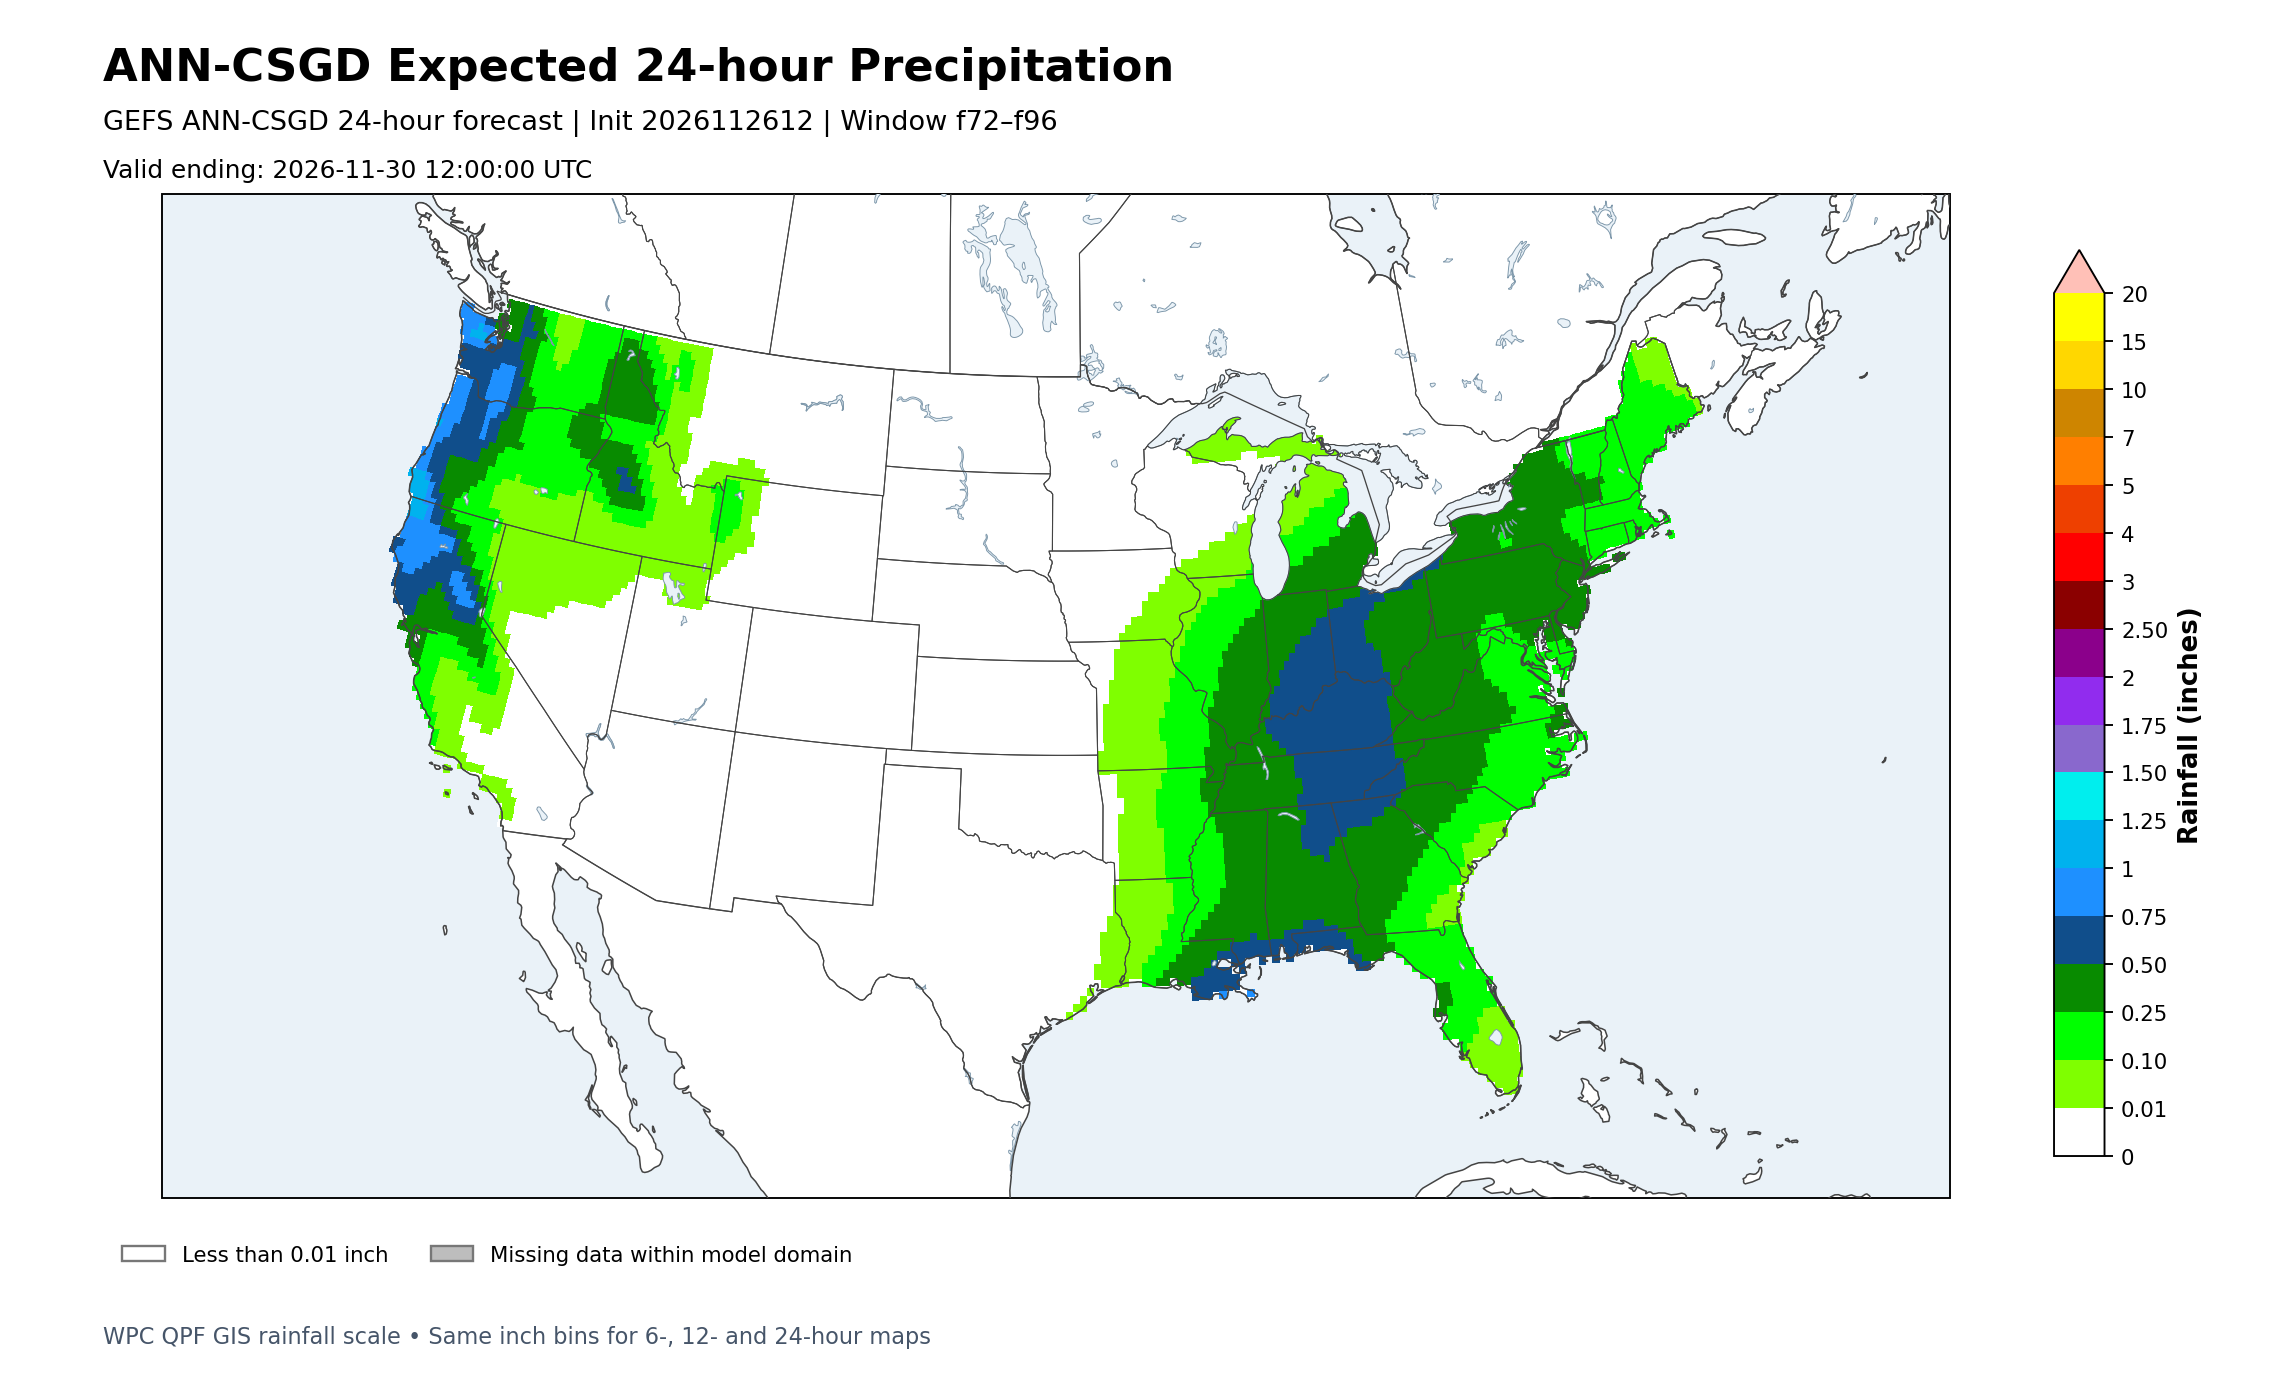 ANN-CSGD Expected 24-hour Precipitation
GEFS ANN-CSGD 24-hour forecast | Init 2026112612 | Window f72–f96
Valid ending: 2026-11-30 12:00:00 UTC
20
15
10
7
5
4
3
2.50
2
1.75
1.50
1.25
1
0.75
0.50
0.25
0.10
0.01
0
Rainfall (inches)
Less than 0.01 inch
Missing data within model domain
WPC QPF GIS rainfall scale • Same inch bins for 6-, 12- and 24-hour maps